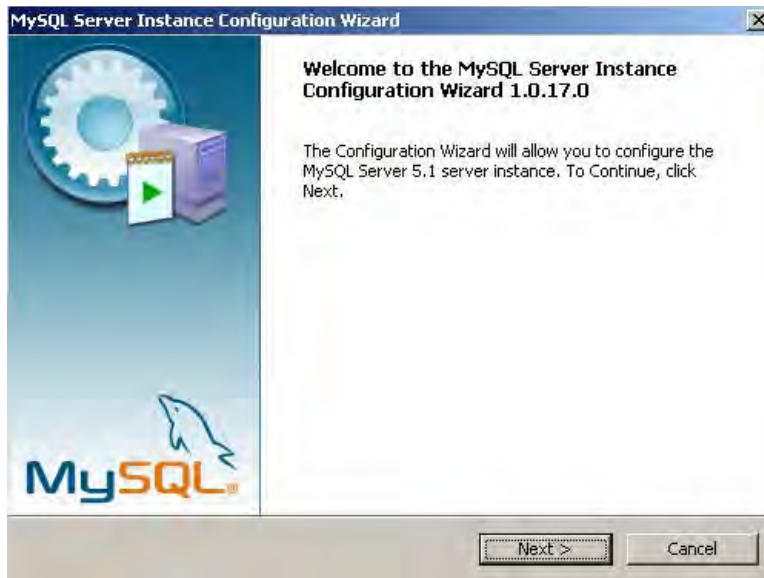 MySQL Server Instance Configuration Wizard
Welcome to the MySQL Server Instance
Configuration Wizard 1.0.17.0
The Configuration Wizard will allow you to configure the
MySQL Server 5.1 server instance. To Continue, click
Next.
MySQL®
Next >
Cancel